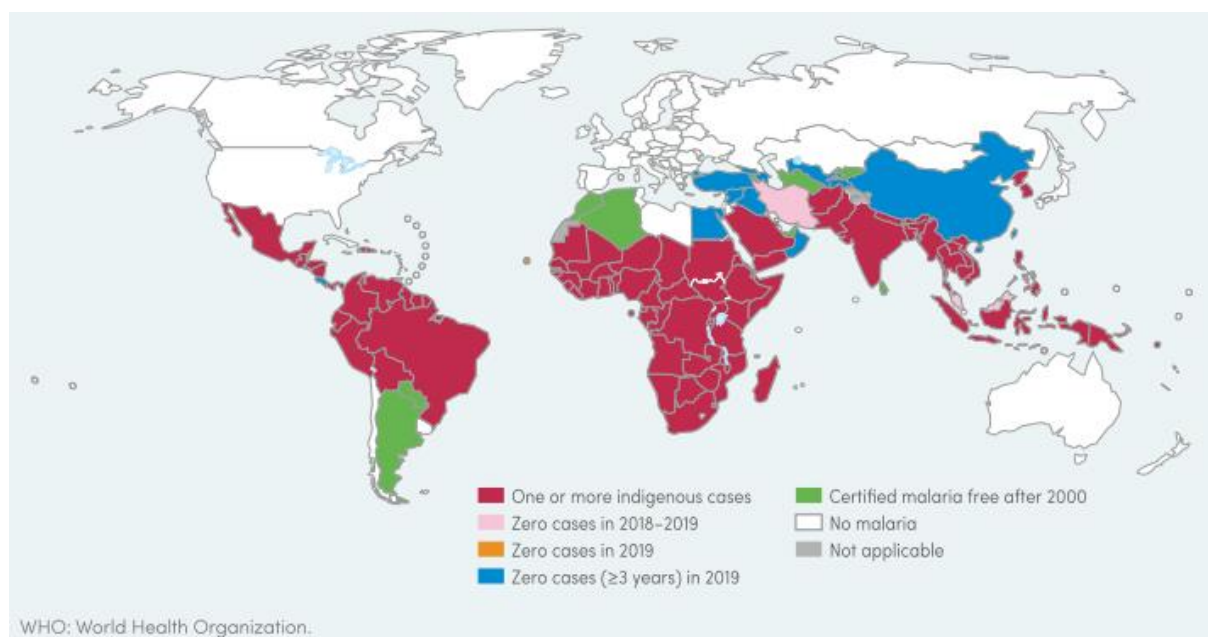 One or more indigenous cases
Zero cases in 2018–2019
Zero cases in 2019
Zero cases (≥3 years) in 2019
Certified malaria free after 2000
No malaria
Not applicable
WHO: World Health Organization.